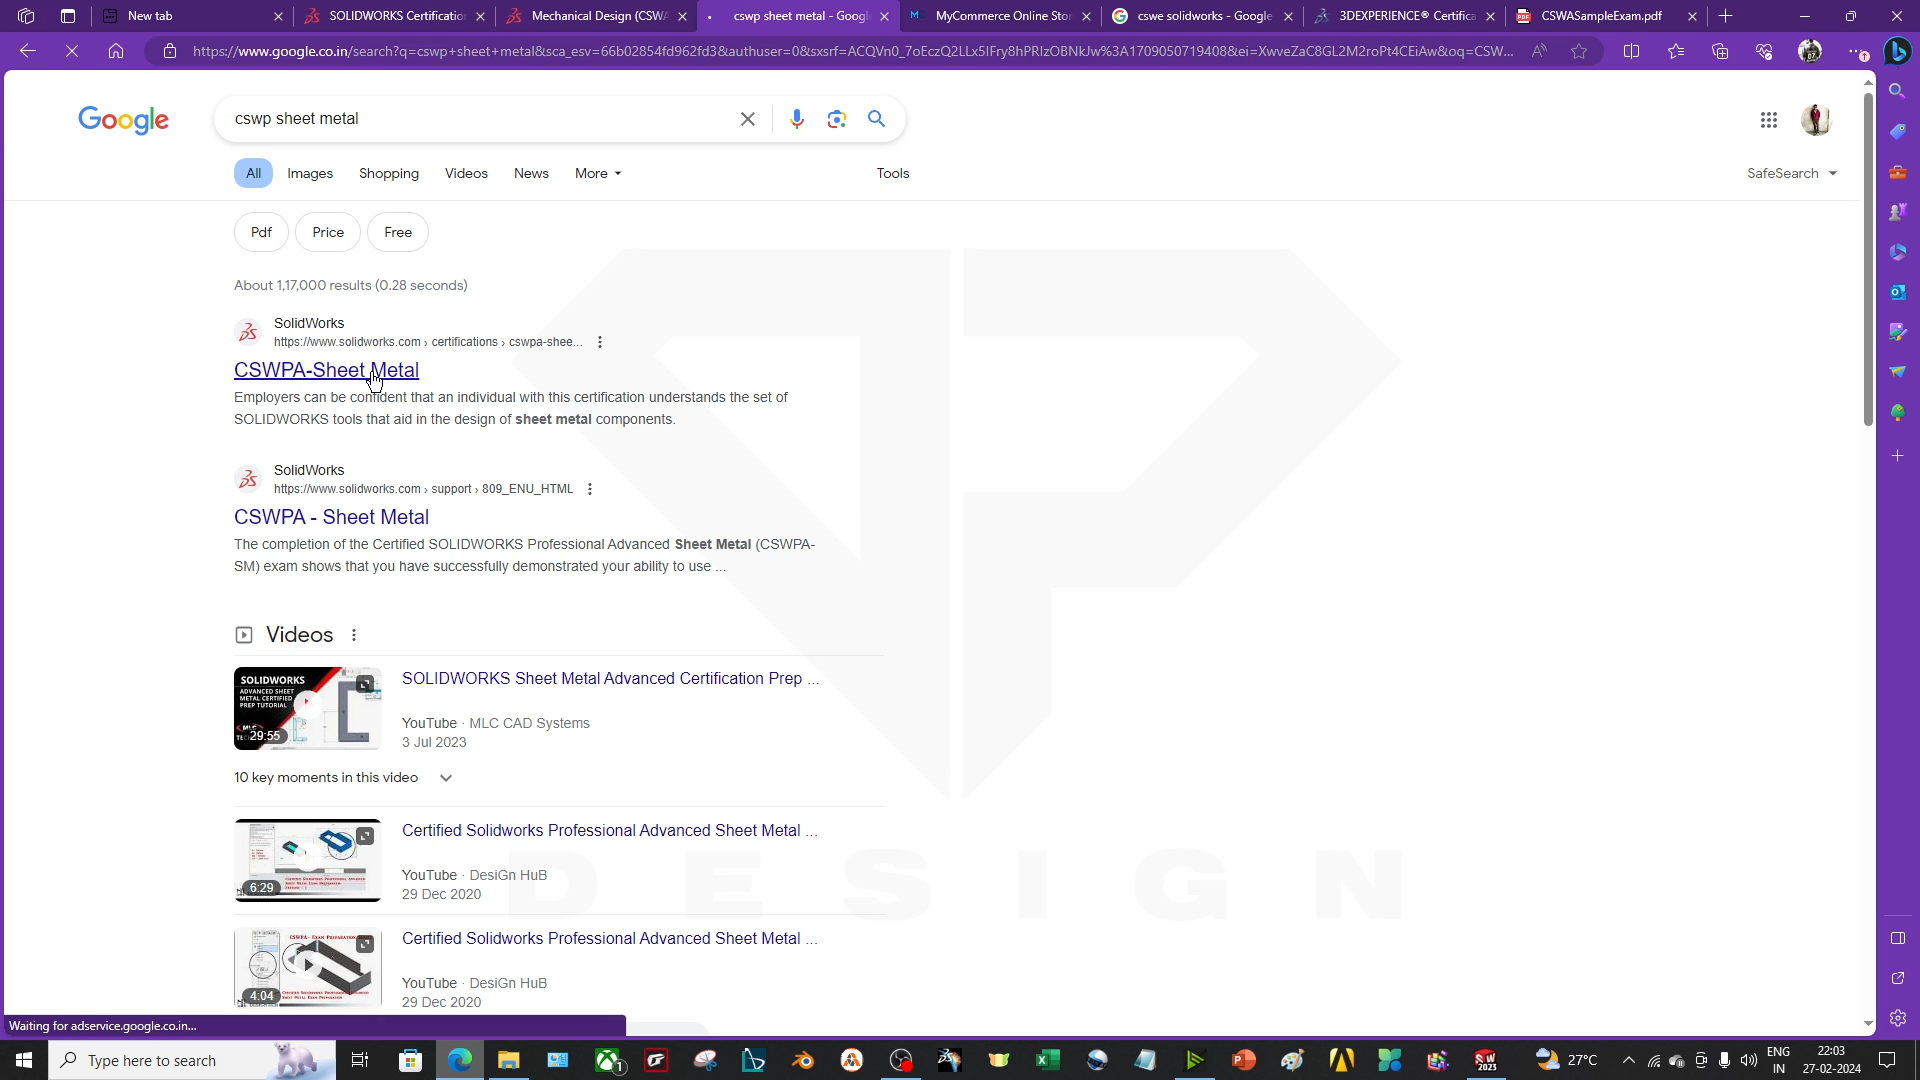 New tab
SOLIDWORKS Certification
Mechanical Design (CSWA
cswp sheet metal - Googl
MyCommerce Online Stor
cswe solidworks - Google
3DEXPERIENCE® Certifica
CSWASampleExam.pdf
https://www.google.co.in/search?q=cswp+sheet+metal&sca_esv=66b02854fd962fd3&authuser=0&sxsrf=ACQVn0_7oEczQ2LLx5IFry8hPRIzOBNkJw%3A1709050719408&ei=XwveZaC8GL2M2roPt4CEiAw&oq=CSW...
Google
cswp sheet metal
All Images Shopping Videos News More Tools SafeSearch
Pdf Price Free
About 1,17,000 results (0.28 seconds)
SolidWorks
https://www.solidworks.com › certifications › cswpa-shee...
CSWPA-Sheet Metal
Employers can be confident that an individual with this certification understands the set of
SOLIDWORKS tools that aid in the design of sheet metal components.
SolidWorks
https://www.solidworks.com › support › 809_ENU_HTML
CSWPA - Sheet Metal
The completion of the Certified SOLIDWORKS Professional Advanced Sheet Metal (CSWPA-
SM) exam shows that you have successfully demonstrated your ability to use ...
Videos
SOLIDWORKS
ADVANCED SHEET
METAL CERTIFIED
PREP TUTORIAL
29:55
SOLIDWORKS Sheet Metal Advanced Certification Prep ...
YouTube · MLC CAD Systems
3 Jul 2023
10 key moments in this video
6:29
Certified Solidworks Professional Advanced Sheet Metal ...
YouTube · DesiGn HuB
29 Dec 2020
4:04
Certified Solidworks Professional Advanced Sheet Metal ...
YouTube · DesiGn HuB
29 Dec 2020
DESIGN
Waiting for adservice.google.co.in...
Type here to search
27°C
ENG
IN
22:03
27-02-2024